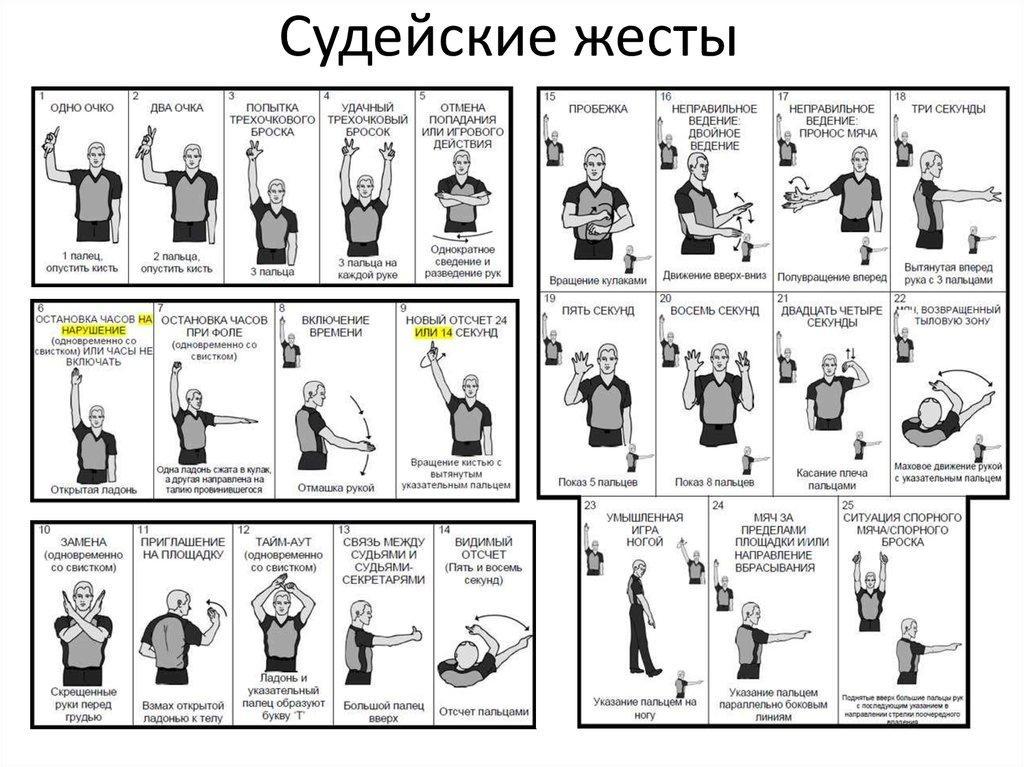 Судейские жесты
1
ОДНО ОЧКО
1 палец,
опустить кисть
2
ДВА ОЧКА
2 пальца,
опустить кисть
3
ПОПЫТКА
ТРЕХОЧКОВОГО
БРОСКА
3 пальца
4
УДАЧНЫЙ
ТРЕХОЧКОВЫЙ
БРОСОК
3 пальца на
каждой руке
5
ОТМЕНА
ПОПАДАНИЯ
ИЛИ ИГРОВОГО
ДЕЙСТВИЯ
Однократное
сведение и
разведение рук
6
ОСТАНОВКА ЧАСОВ НА
НАРУШЕНИЕ
(одновременно со
свистком) ИЛИ ЧАСЫ НЕ
ВКЛЮЧАТЬ
Открытая ладонь
7
ОСТАНОВКА ЧАСОВ
ПРИ ФОЛЕ
(одновременно со
свистком)
Одна ладонь сжата в кулак,
а другая направлена на
талию провинившегося
8
ВКЛЮЧЕНИЕ
ВРЕМЕНИ
Отмашка рукой
9
НОВЫЙ ОТСЧЕТ 24
ИЛИ 14 СЕКУНД
Вращение кистью с
вытянутым
указательным пальцем
10
ЗАМЕНА
(одновременно
со свистком)
Скрещенные
руки перед
грудью
11
ПРИГЛАШЕНИЕ
НА ПЛОЩАДКУ
Взмах открытой
ладонью к телу
12
ТАЙМ-АУТ
(одновременно
со свистком)
Ладонь и
указательный
палец образуют
букву 'Т'
13
СВЯЗЬ МЕЖДУ
СУДЬЯМИ И
СУДЬЯМИ-
СЕКРЕТАРЯМИ
Большой палец
вверх
14
ВИДИМЫЙ
ОТСЧЕТ
(Пять и восемь
секунд)
Отсчет пальцами
15
ПРОБЕЖКА
Вращение кулаками
16
НЕПРАВИЛЬНОЕ
ВЕДЕНИЕ:
ДВОЙНОЕ
ВЕДЕНИЕ
Движение вверх-вниз
17
НЕПРАВИЛЬНОЕ
ВЕДЕНИЕ:
ПРОНОС МЯЧА
Полувращение вперед
18
ТРИ СЕКУНДЫ
Вытянутая вперед
рука с 3 пальцами
19
ПЯТЬ СЕКУНД
Показ 5 пальцев
20
ВОСЕМЬ СЕКУНД
Показ 8 пальцев
21
ДВАДЦАТЬ ЧЕТЫРЕ
СЕКУНДЫ
Касание плеча
пальцами
22
ВОЗВРАЩЕННЫЙ
ТЫЛОВУЮ ЗОНУ
Маховое движение рукой
с указательным пальцем
23
УМЫШЛЕННАЯ
ИГРА
НОГОЙ
Указание пальцем на
ногу
24
МЯЧ ЗА
ПРЕДЕЛАМИ
ПЛОЩАДКИ И/ИЛИ
НАПРАВЛЕНИЕ
ВБРАСЫВАНИЯ
Указание пальцем
параллельно боковым
линиям
25
СИТУАЦИЯ СПОРНОГО
МЯЧА/СПОРНОГО
БРОСКА
Поднятые вверх большие пальцы рук
с последующим указанием в
направлении стрелки поочередного
владения